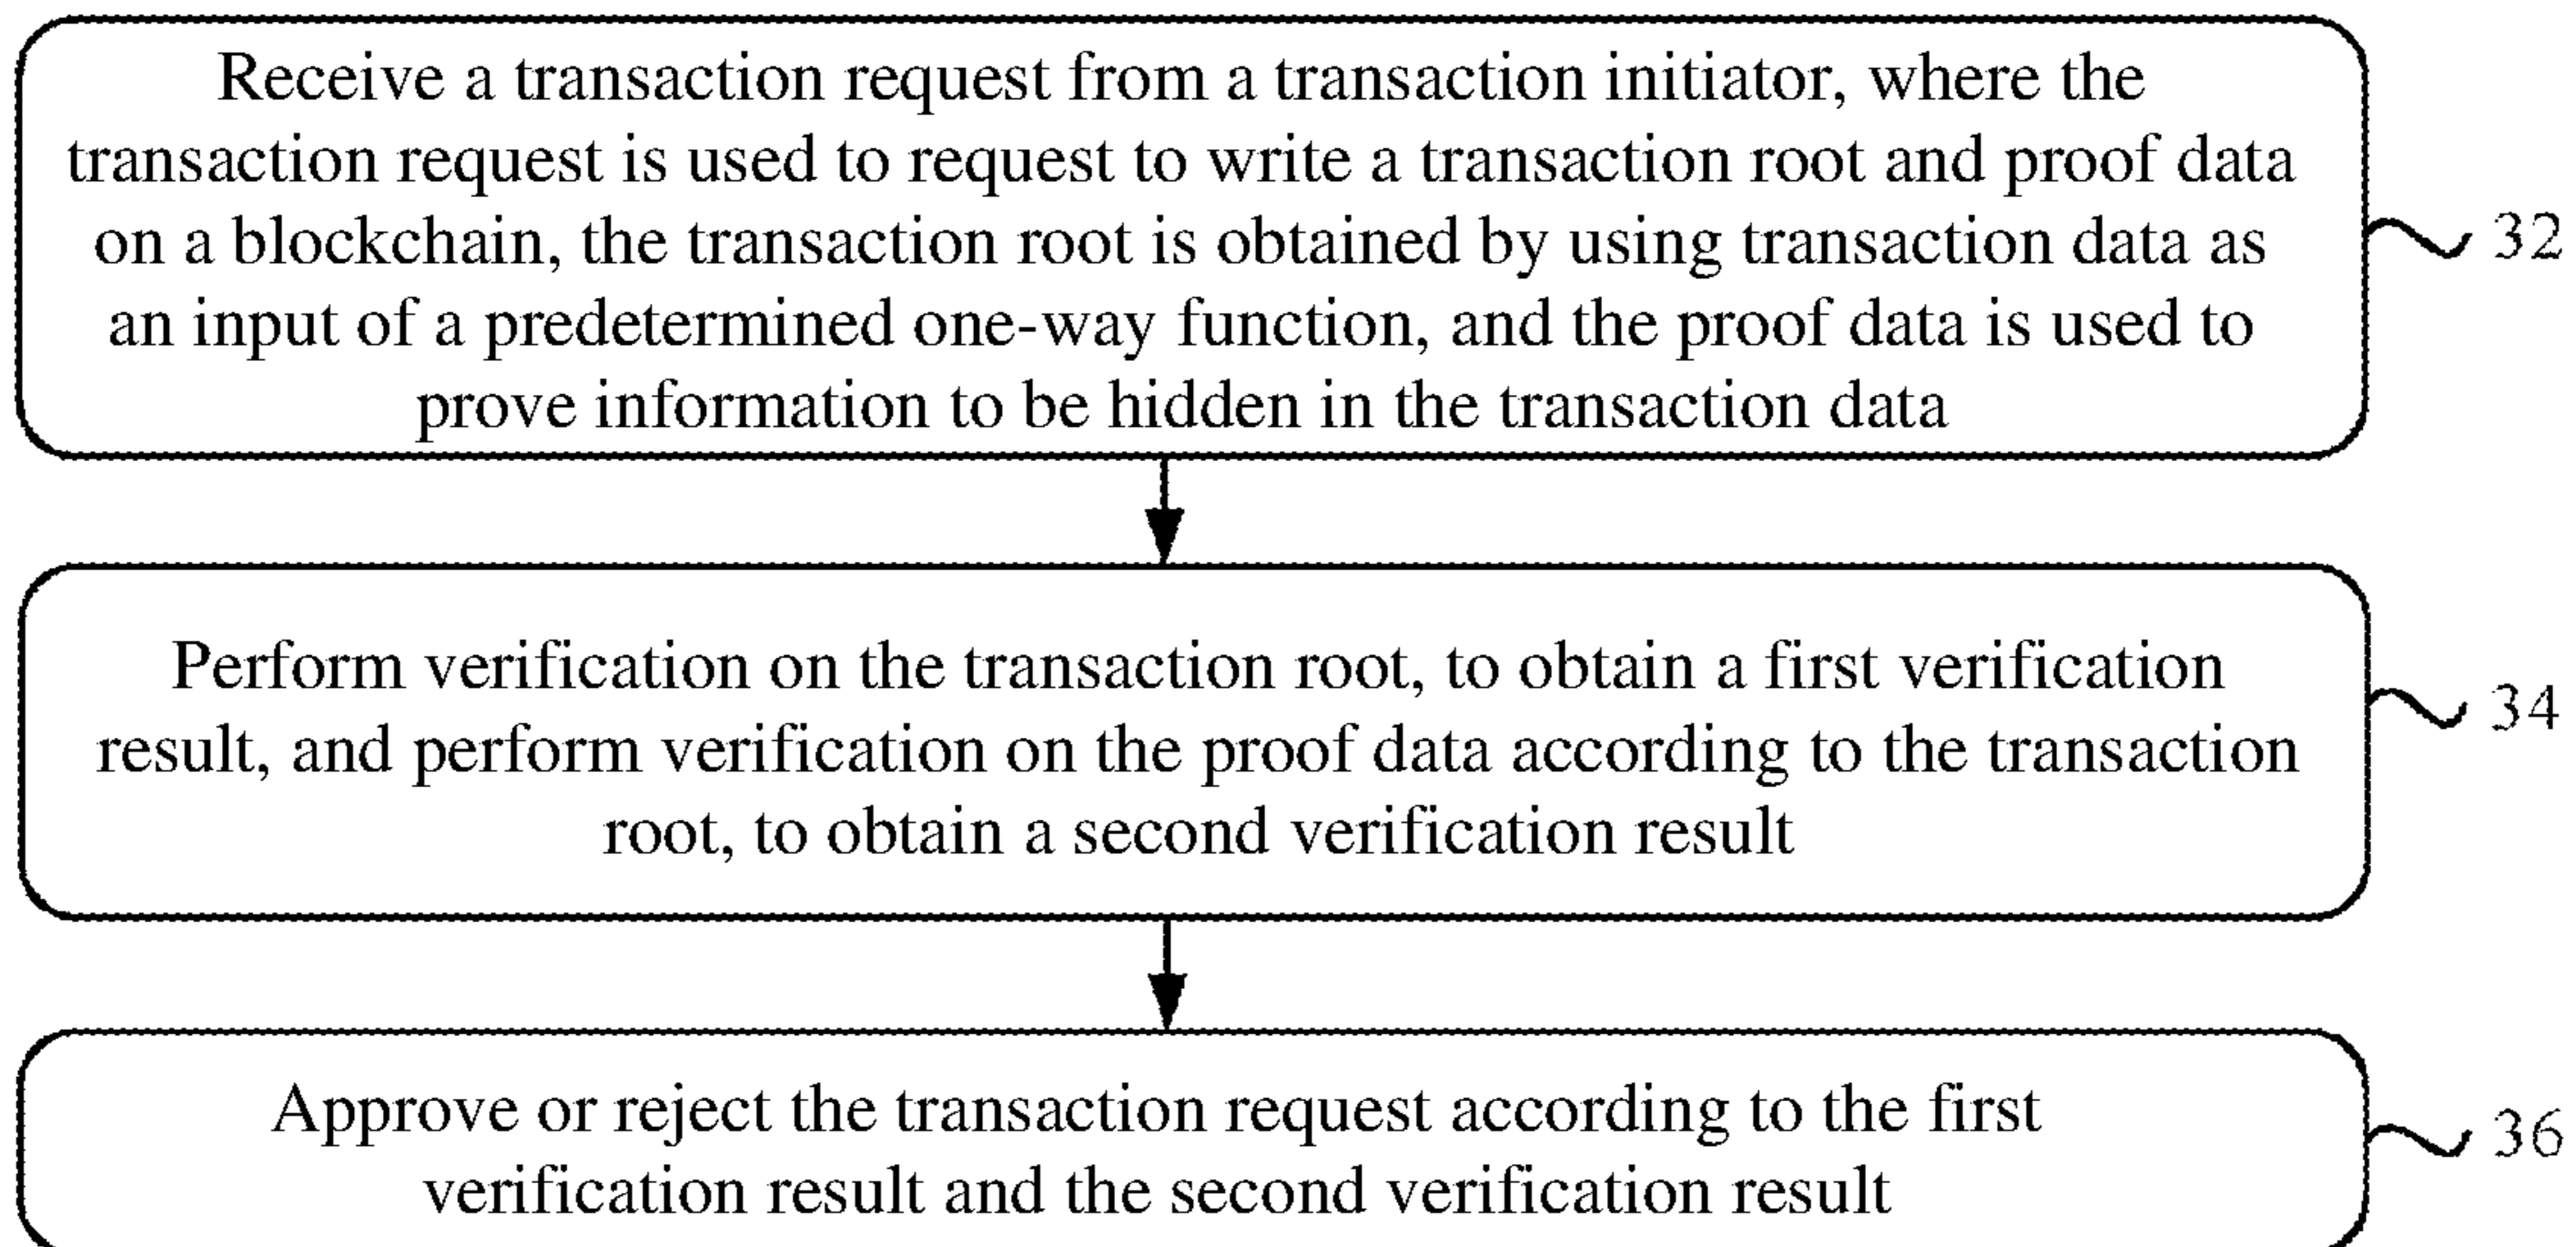 Receive a transaction request from a transaction initiator, where the
transaction request is used to request to write a transaction root and proof data
on a blockchain, the transaction root is obtained by using transaction data as
an input of a predetermined one-way function, and the proof data is used to
prove information to be hidden in the transaction data
32
Perform verification on the transaction root, to obtain a first verification
result, and perform verification on the proof data according to the transaction
root, to obtain a second verification result
34
Approve or reject the transaction request according to the first
verification result and the second verification result
36